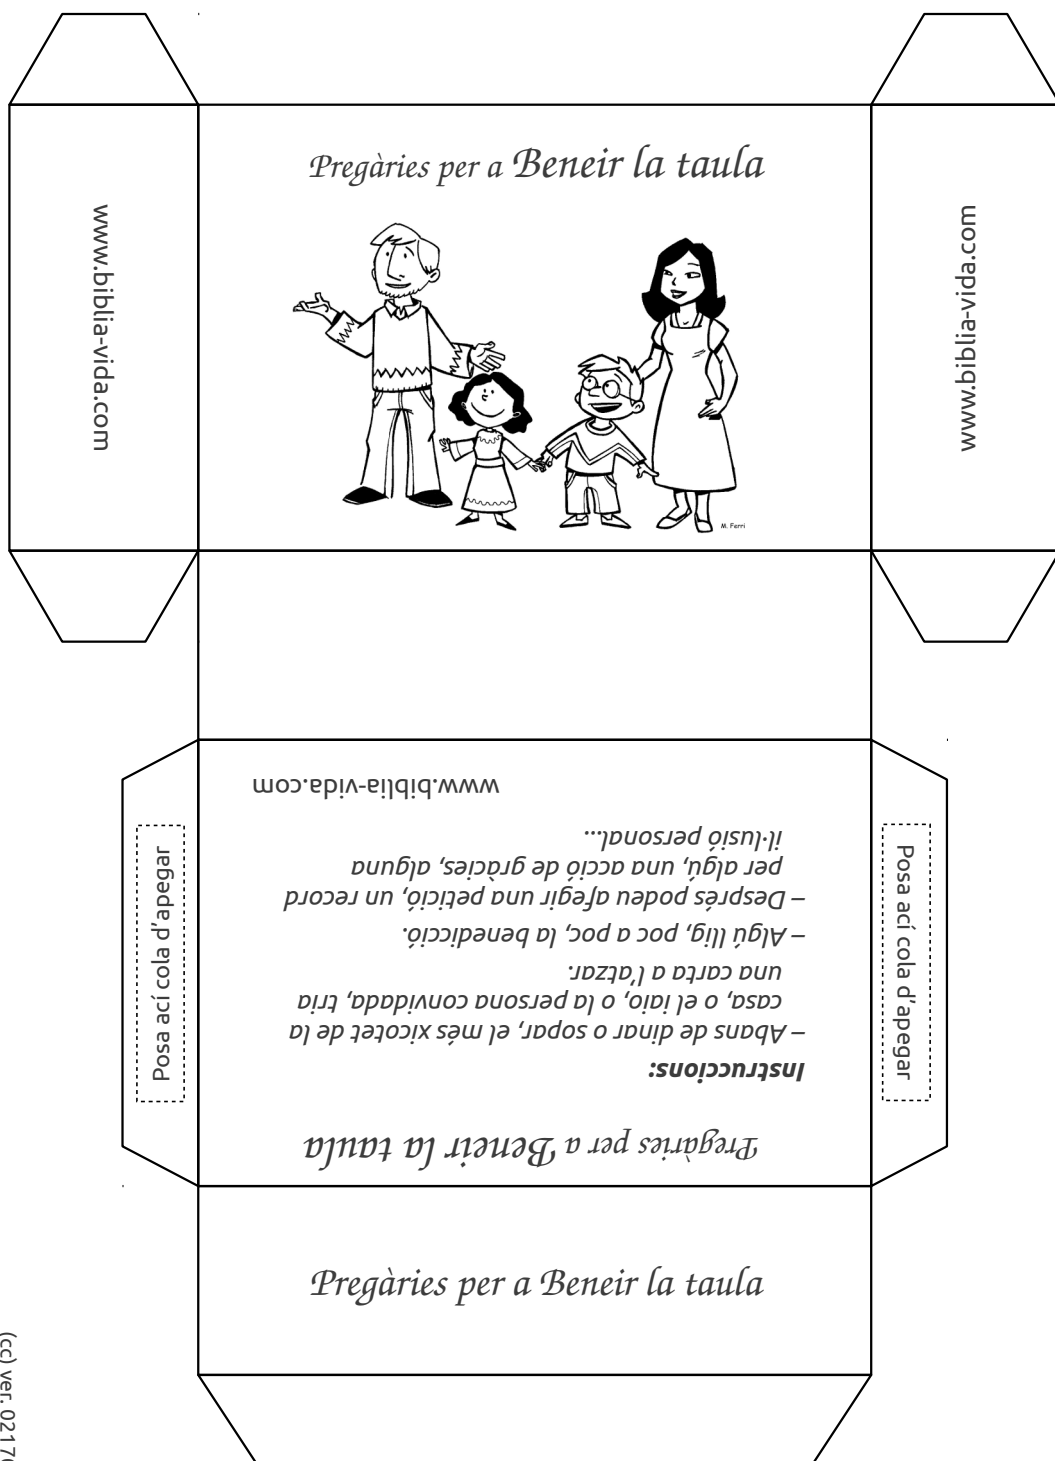 Pregàries per a Beneir la taula
www.biblia-vida.com
www.biblia-vida.com
M. Ferri
Posa ací cola d'apegar
Posa ací cola d'apegar
Pregàries per a Beneir la taula
Instruccions:
– Abans de dinar o sopar, el més xicotet de la
casa, o el iaio, o la persona convidada, tria
una carta a l'atzar.
– Algú llig, poc a poc, la benedicció.
– Després podeu afegir una petició, un record
per algú, una acció de gràcies, alguna
il·lusió personal...
www.biblia-vida.com
Pregàries per a Beneir la taula
(cc) ver. 02170